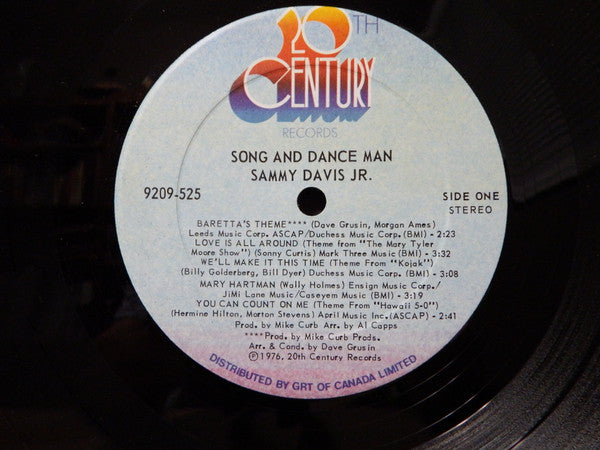 20TH
CENTURY
RECORDS
SONG AND DANCE MAN
SAMMY DAVIS JR.
9209-525
SIDE ONE
STEREO
BARETTA'S THEME**** (Dave Grusin, Morgan Ames)
Leeds Music Corp. ASCAP/Duchess Music Corp. (BMI) - 2:23
LOVE IS ALL AROUND (Theme from "The Mary Tyler
Moore Show") (Sonny Curtis) Mark Three Music (BMI) - 3:32
WE'LL MAKE IT THIS TIME (Theme From "Kojak")
(Billy Golderberg, Bill Dyer) Duchess Music Corp. (BMI) - 3:08
MARY HARTMAN (Wally Holmes) Ensign Music Corp./
JiMi Lane Music/Caseyem Music (BMI) - 3:19
YOU CAN COUNT ON ME (Theme From "Hawaii 5-0")
(Hermine Hilton, Morton Stevens) April Music Inc. (ASCAP) - 2:41
Prod. by Mike Curb Arr. by Al Capps
****Prod. by Mike Curb Prods.
Arr. & Cond. by Dave Grusin
℗ 1976, 20th Century Records
DISTRIBUTED BY GRT OF CANADA LIMITED